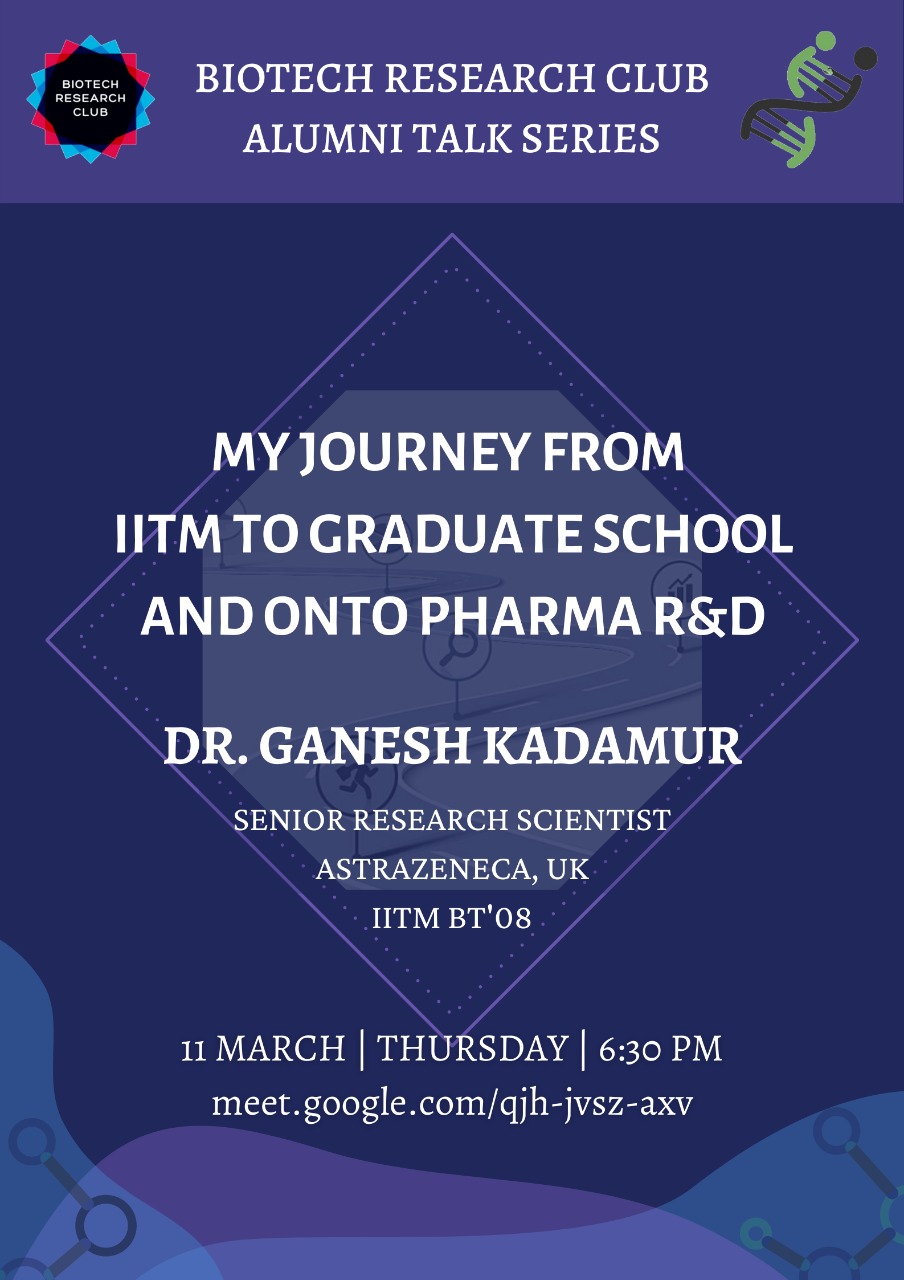 BIOTECH
RESEARCH
CLUB
BIOTECH RESEARCH CLUB
ALUMNI TALK SERIES
MY JOURNEY FROM
IITM TO GRADUATE SCHOOL
AND ONTO PHARMA R&D
DR. GANESH KADAMUR
SENIOR RESEARCH SCIENTIST
ASTRAZENECA, UK
IITM BT'08
11 MARCH | THURSDAY | 6:30 PM
meet.google.com/qjh-jvsz-axv